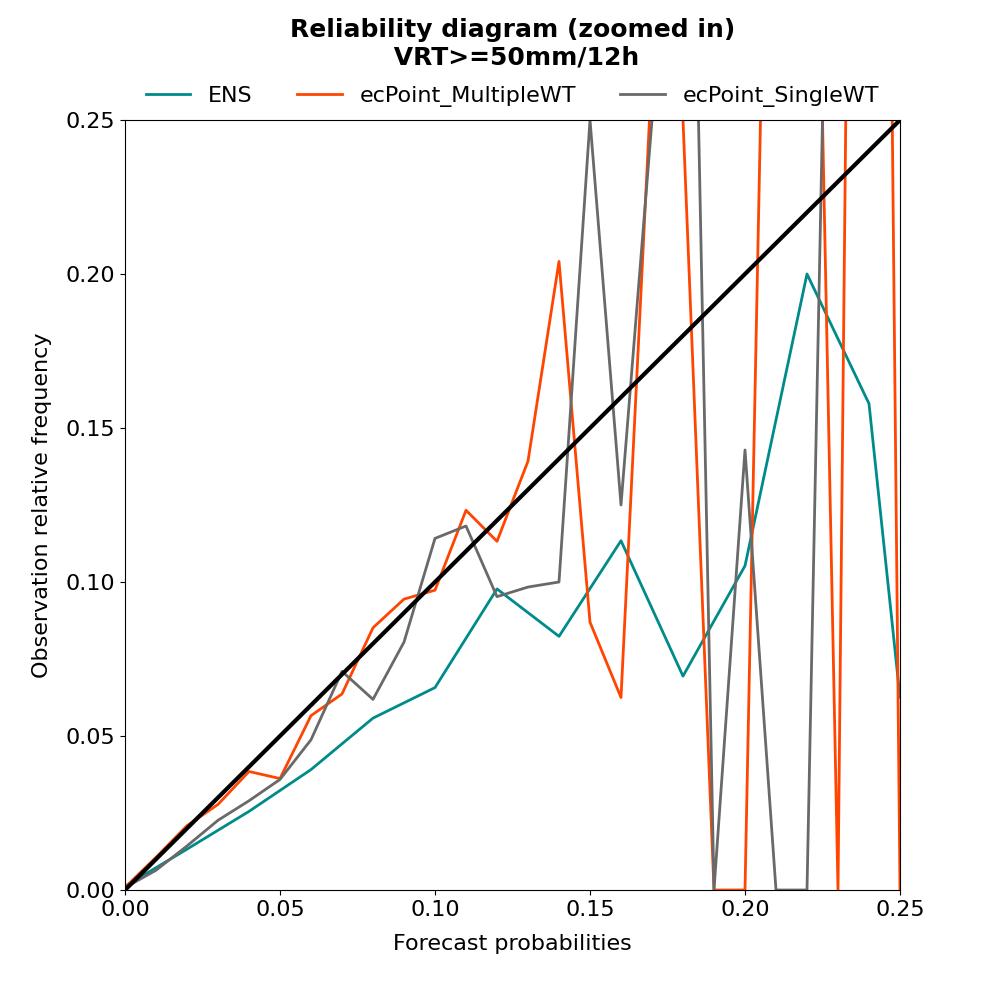 Reliability diagram (zoomed in)
VRT>=50mm/12h
ENS ecPoint_MultipleWT ecPoint_SingleWT
0.25
0.20
0.15
0.10
0.05
0.00
Observation relative frequency
0.00 0.05 0.10 0.15 0.20 0.25
Forecast probabilities